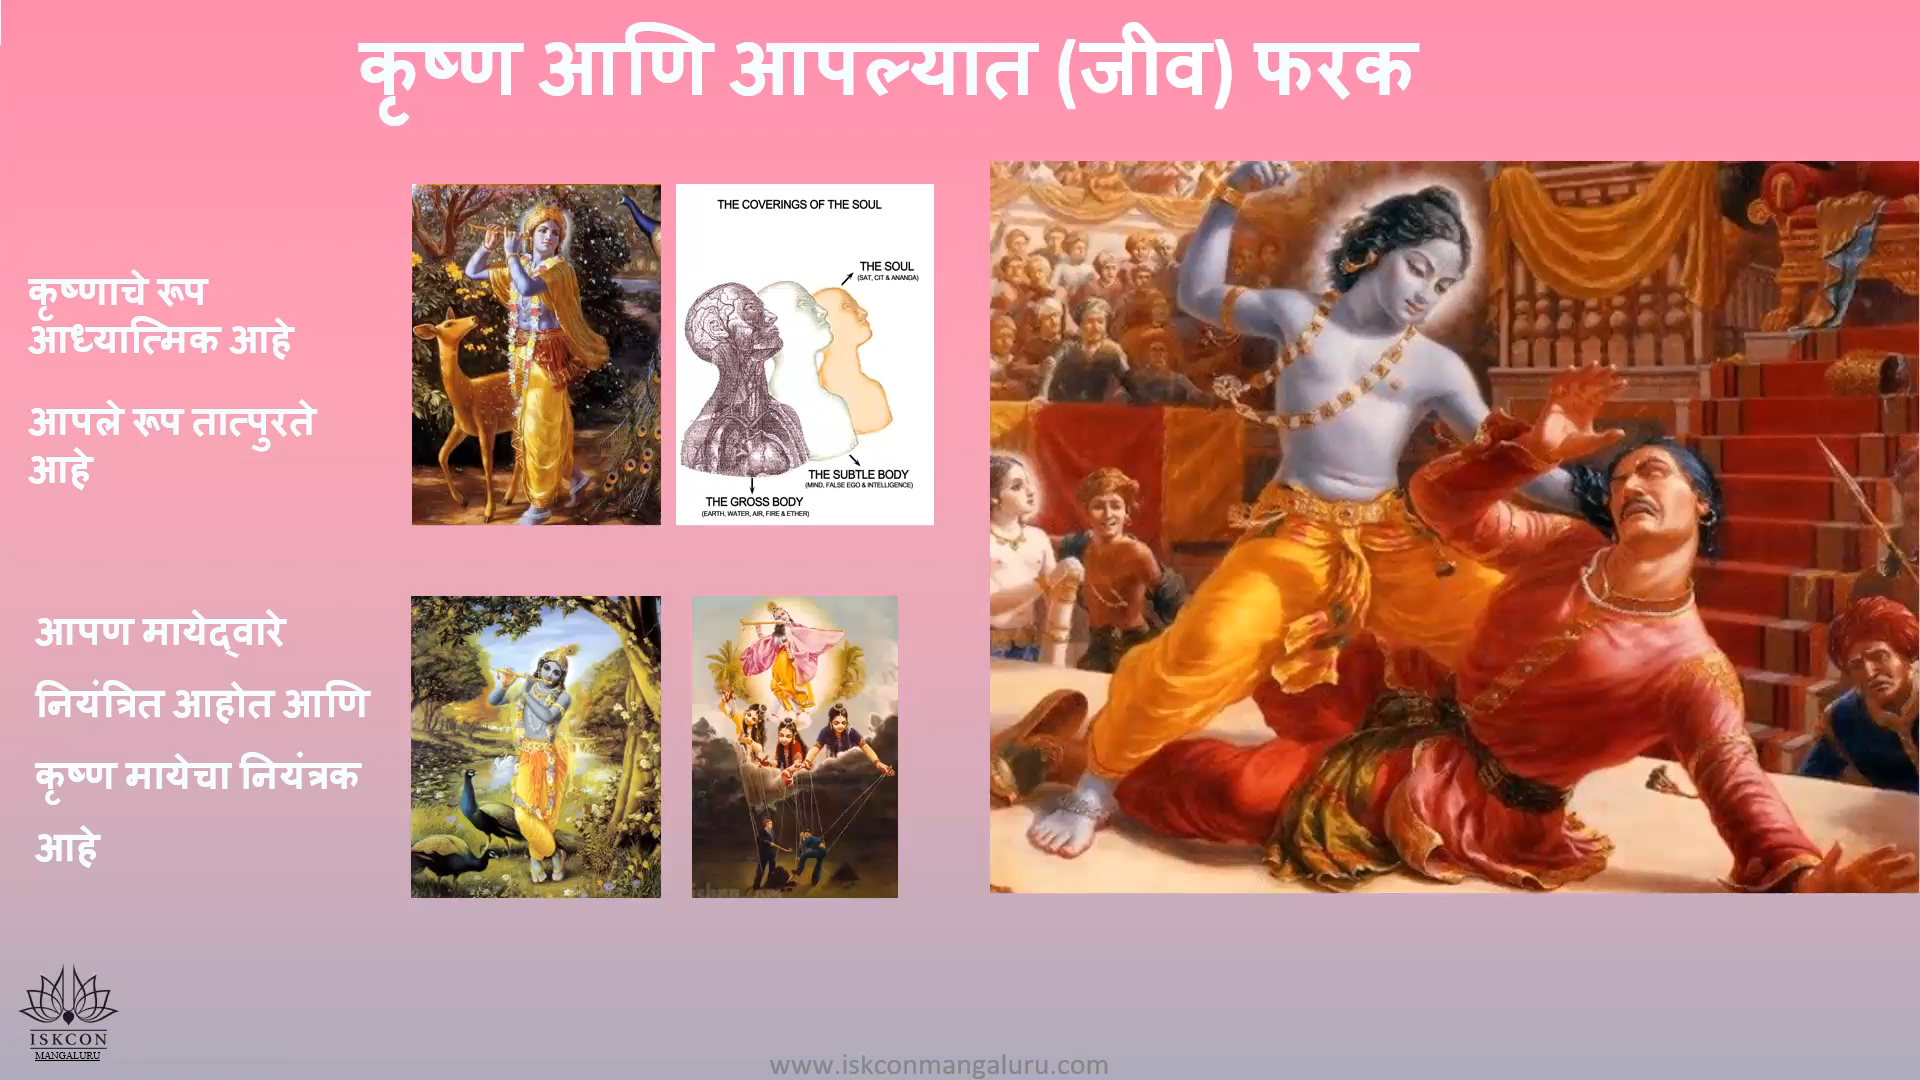 कृष्ण आणि आपल्यात (जीव) फरक
कृष्णाचे रूप
आध्यात्मिक आहे
आपले रूप तात्पुरते
आहे
THE COVERINGS OF THE SOUL
THE SOUL
(SAT, CIT & ANANDA)
THE SUBTLE BODY
(MIND, FALSE EGO & INTELLIGENCE)
THE GROSS BODY
(EARTH, WATER, AIR, FIRE & ETHER)
आपण मायेद्वारे
नियंत्रित आहोत आणि
कृष्ण मायेचा नियंत्रक
आहे
ISKCON
MANGALURU
www.iskconmangaluru.com